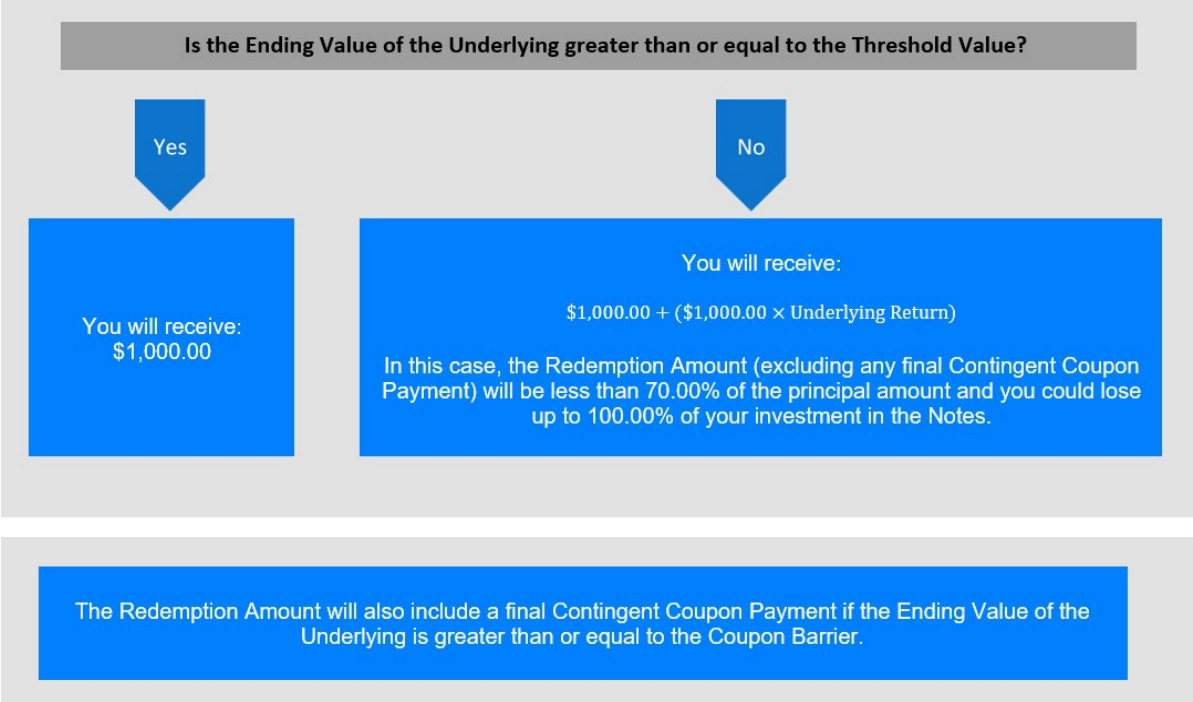 Is the Ending Value of the Underlying greater than or equal to the Threshold Value?
Yes
No
You will receive:
$1,000.00
You will receive:
$1,000.00 + ($1,000.00 × Underlying Return)
In this case, the Redemption Amount (excluding any final Contingent Coupon
Payment) will be less than 70.00% of the principal amount and you could lose
up to 100.00% of your investment in the Notes.
The Redemption Amount will also include a final Contingent Coupon Payment if the Ending Value of the
Underlying is greater than or equal to the Coupon Barrier.